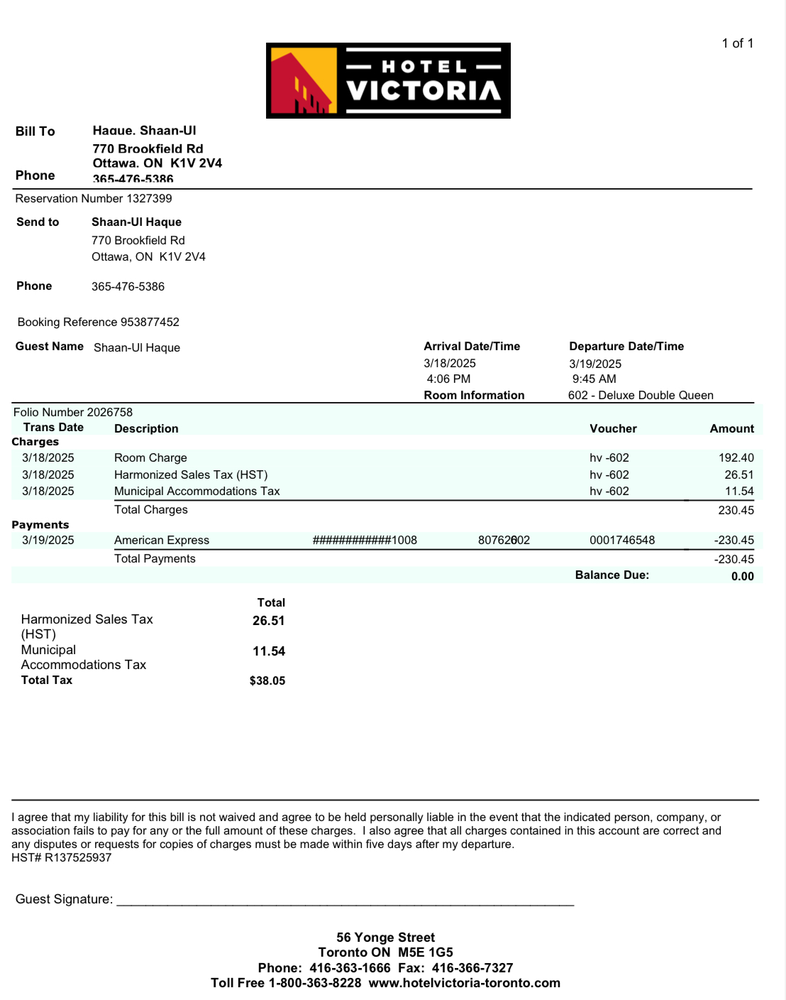 1 of 1
HOTEL
VICTORIA
Bill To Haque, Shaan-Ul
770 Brookfield Rd
Ottawa, ON K1V 2V4
Phone 365-476-5386
Reservation Number 1327399
Send to Shaan-Ul Haque
770 Brookfield Rd
Ottawa, ON K1V 2V4
Phone 365-476-5386
Booking Reference 953877452
Guest Name Shaan-Ul Haque Arrival Date/Time Departure Date/Time
3/18/2025 3/19/2025
4:06 PM 9:45 AM
Room Information 602 - Deluxe Double Queen
Folio Number 2026758
Trans Date Description Voucher Amount
Charges
3/18/2025 Room Charge hv -602 192.40
3/18/2025 Harmonized Sales Tax (HST) hv -602 26.51
3/18/2025 Municipal Accommodations Tax hv -602 11.54
Total Charges 230.45
Payments
3/19/2025 American Express ############1008 0001746548 -230.45
Total Payments -230.45
Balance Due: 0.00
Total
Harmonized Sales Tax 26.51
(HST)
Municipal 11.54
Accommodations Tax
Total Tax $38.05
I agree that my liability for this bill is not waived and agree to be held personally liable in the event that the indicated person, company, or
association fails to pay for any or the full amount of these charges. I also agree that all charges contained in this account are correct and
any disputes or requests for copies of charges must be made within five days after my departure.
HST# R137525937
Guest Signature:
56 Yonge Street
Toronto ON M5E 1G5
Phone: 416-363-1666 Fax: 416-366-7327
Toll Free 1-800-363-8228 www.hotelvictoria-toronto.com